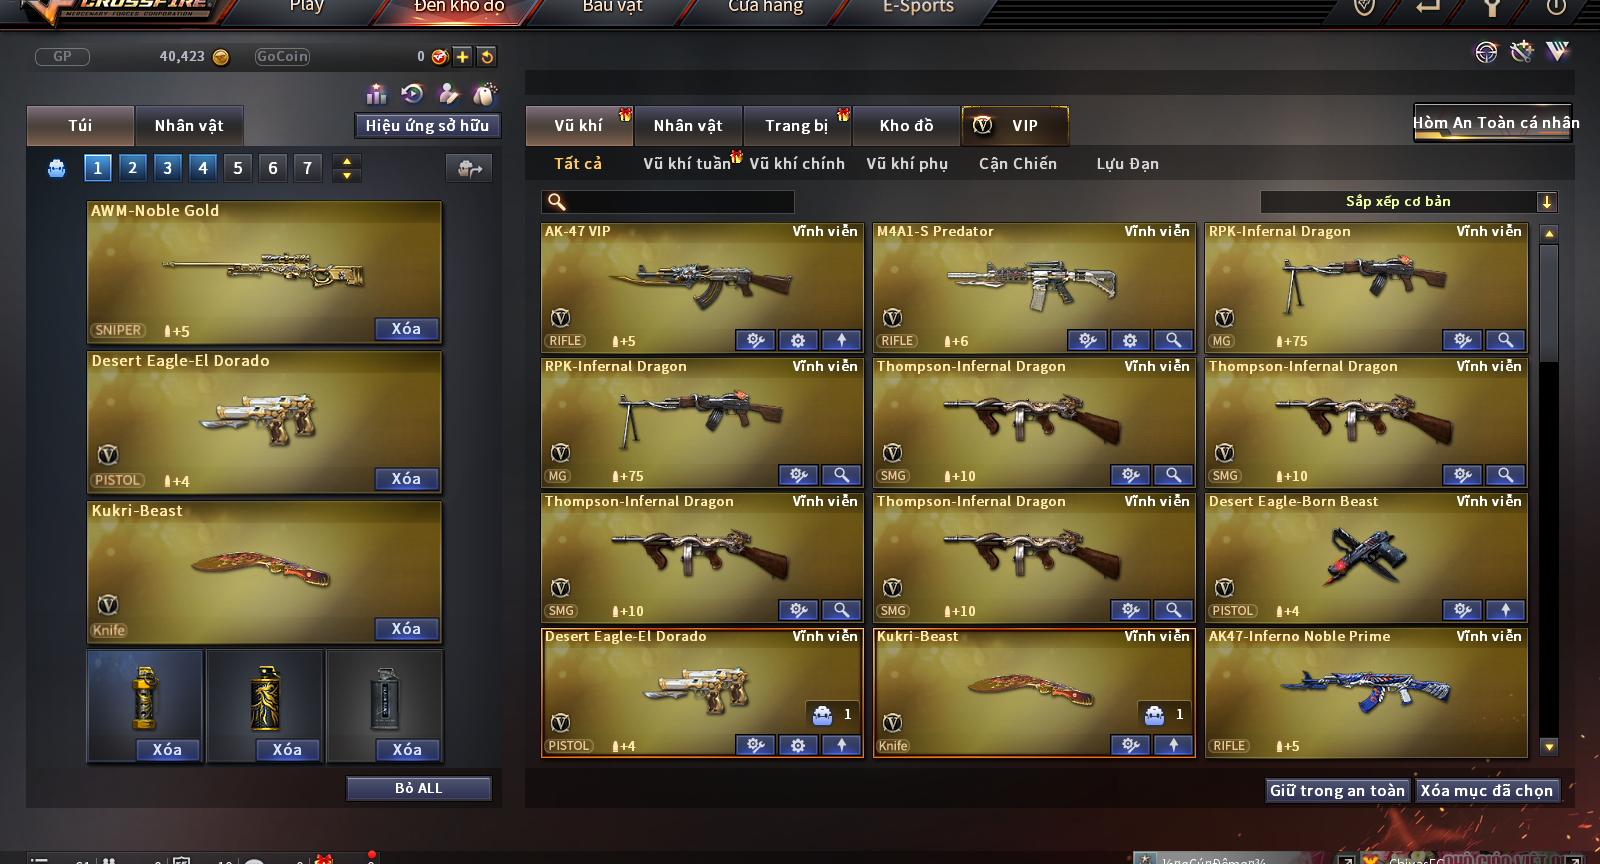 CROSSFIRE
MERCENARY FORCES CORPORATION
Play
Đến kho đồ
Báu vật
Cửa hàng
E-Sports
GP
40,423
GoCoin
0
Túi
Nhân vật
Hiệu ứng sở hữu
1 2 3 4 5 6 7
AWM-Noble Gold
SNIPER
+5
Xóa
Desert Eagle-El Dorado
PISTOL
+4
Xóa
Kukri-Beast
Knife
Xóa
Xóa
Xóa
Xóa
Bỏ ALL
Vũ khí
Nhân vật
Trang bị
Kho đồ
VIP
Hòm An Toàn cá nhân
Tất cả
Vũ khí tuần
Vũ khí chính
Vũ khí phụ
Cận Chiến
Lựu Đạn
Sắp xếp cơ bản
AK-47 VIP
Vĩnh viễn
RIFLE
+5
M4A1-S Predator
Vĩnh viễn
RIFLE
+6
RPK-Infernal Dragon
Vĩnh viễn
MG
+75
RPK-Infernal Dragon
Vĩnh viễn
MG
+75
Thompson-Infernal Dragon
Vĩnh viễn
SMG
+10
Thompson-Infernal Dragon
Vĩnh viễn
SMG
+10
Thompson-Infernal Dragon
Vĩnh viễn
SMG
+10
Thompson-Infernal Dragon
Vĩnh viễn
SMG
+10
Desert Eagle-Born Beast
Vĩnh viễn
PISTOL
+4
Desert Eagle-El Dorado
Vĩnh viễn
1
PISTOL
+4
Kukri-Beast
Vĩnh viễn
1
Knife
AK47-Inferno Noble Prime
Vĩnh viễn
RIFLE
+5
Giữ trong an toàn
Xóa mục đã chọn